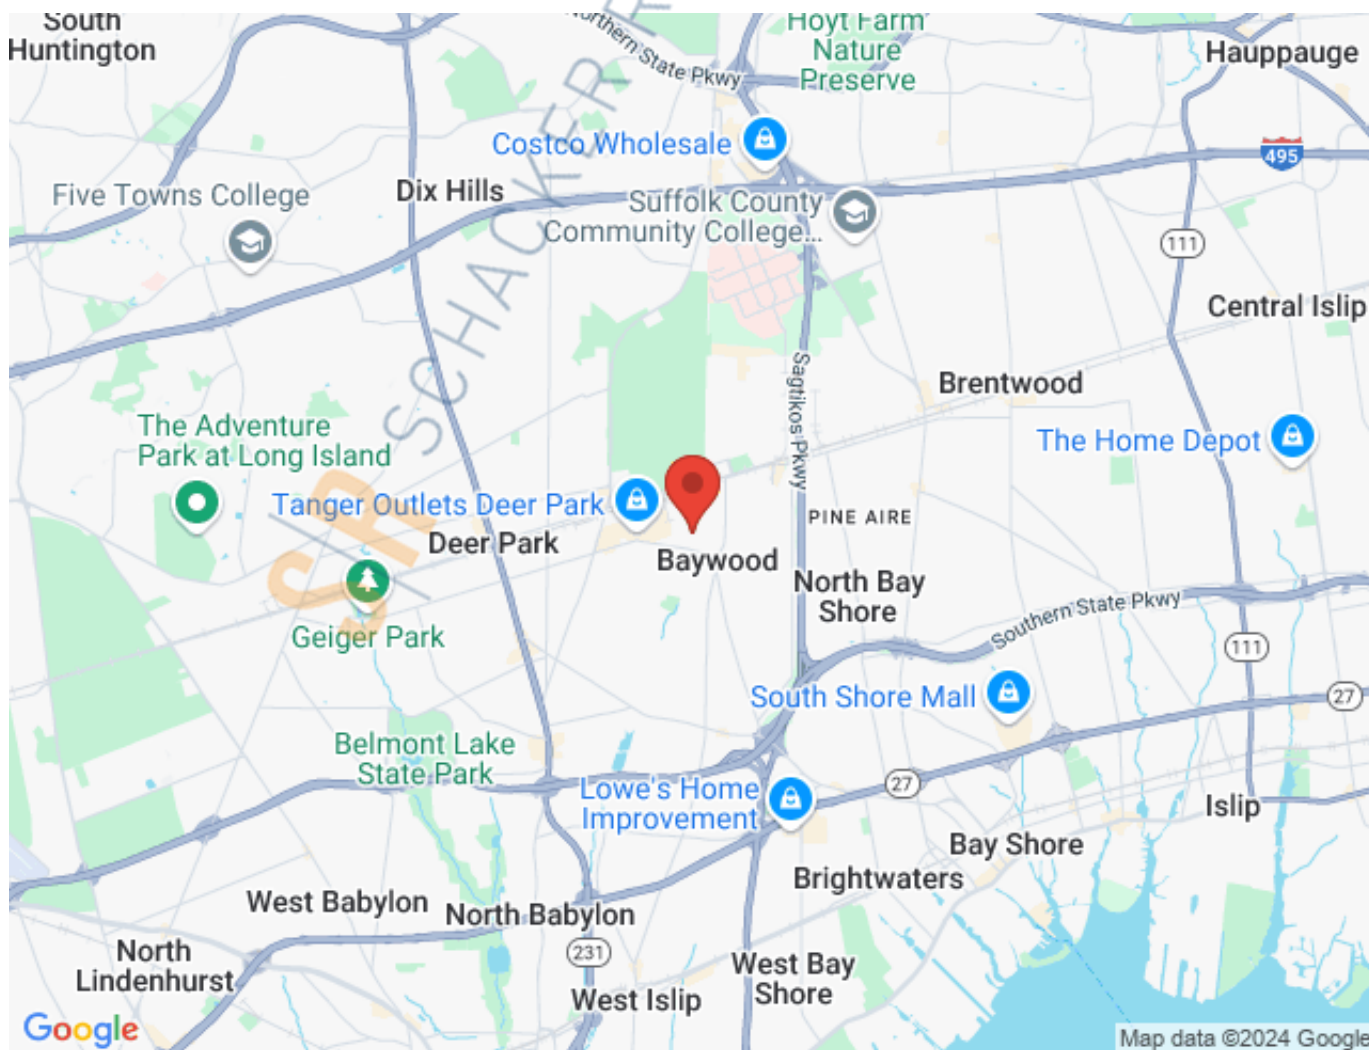 South
Huntington
Northern State Pkwy
Hoyt Farm
Nature
Preserve
Hauppauge
Costco Wholesale
495
Five Towns College
Dix Hills
Suffolk County
Community College...
111
Central Islip
SCHACKER R
SR
Sagtikos Pkwy
Brentwood
The Adventure
Park at Long Island
The Home Depot
Tanger Outlets Deer Park
PINE AIRE
Deer Park
Baywood
North Bay
Shore
Southern State Pkwy
Geiger Park
111
South Shore Mall
27
Belmont Lake
State Park
Lowe's Home
Improvement
27
Islip
Bay Shore
Brightwaters
West Babylon
North Babylon
North
Lindenhurst
231
West Bay
Shore
West Islip
Google
Map data ©2024 Google